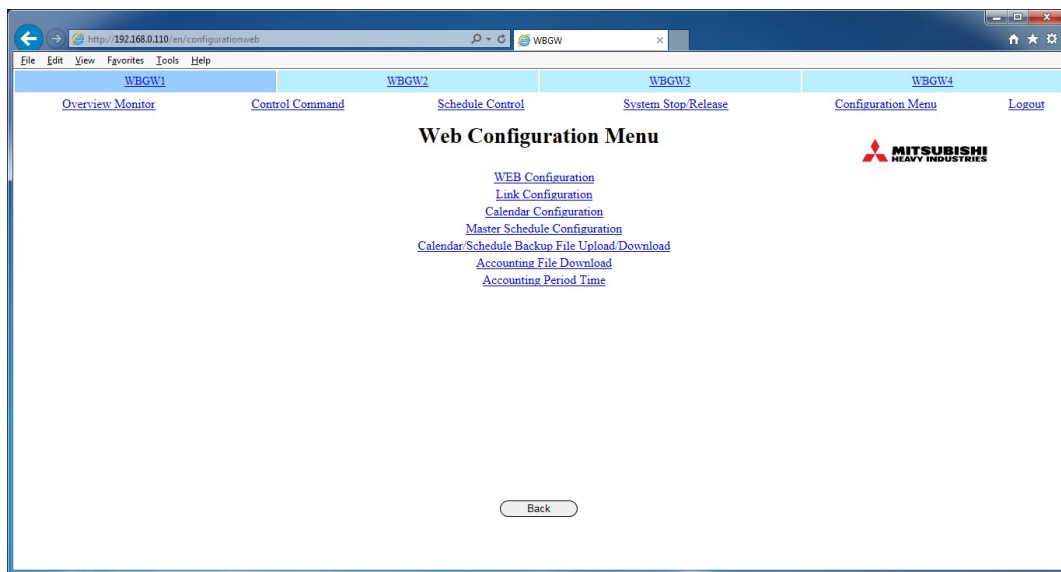 http://192.168.0.110/en/configurationweb
WBGW
File Edit View Favorites Tools Help
WBGW1 WBGW2 WBGW3 WBGW4
Overview Monitor Control Command Schedule Control System Stop/Release Configuration Menu Logout
Web Configuration Menu
MITSUBISHI
HEAVY INDUSTRIES
WEB Configuration
Link Configuration
Calendar Configuration
Master Schedule Configuration
Calendar/Schedule Backup File Upload/Download
Accounting File Download
Accounting Period Time
Back